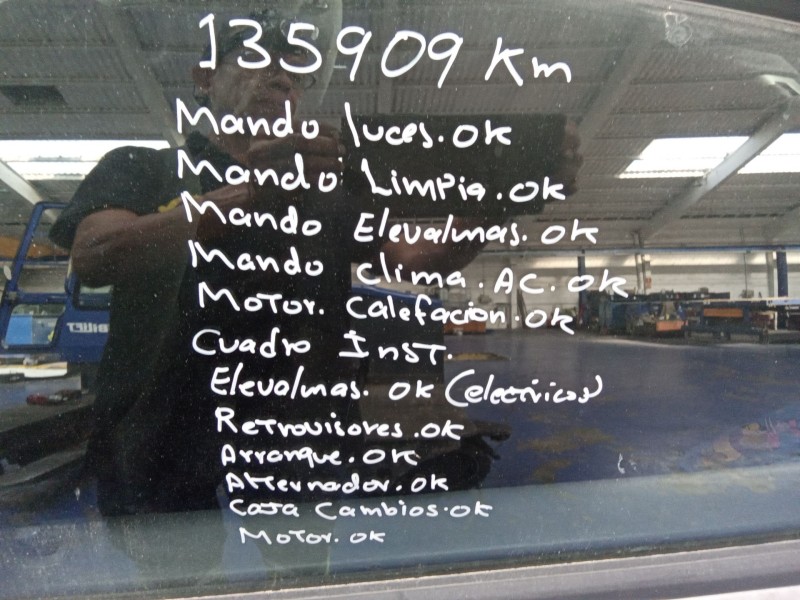 135909 Km
Mando luces. OK
Mando Limpia. OK
Mando Elevalunas. OK
Mando Clima. AC. OK
Motor. Calefacion. OK
Cuadro Inst.
Elevalunas. OK (electricos)
Retrovisores. OK
Arranque. OK
Alternador. OK
Caja Cambios. OK
Motor. OK